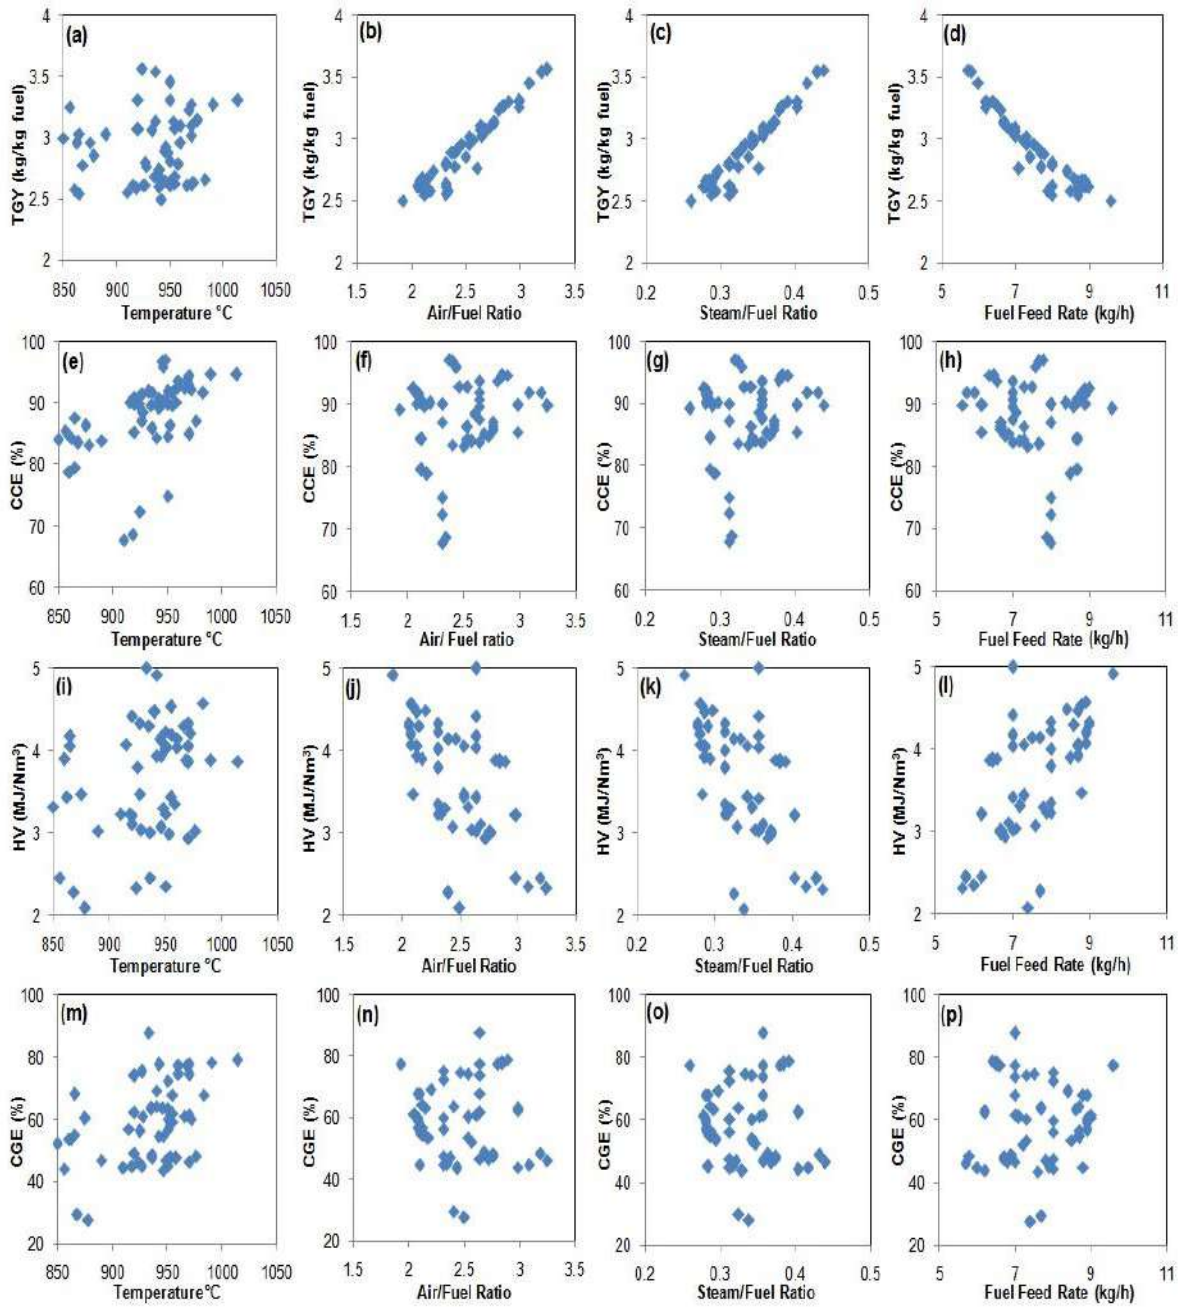 (a)
TGY (kg/kg fuel)
4
3.5
3
2.5
2
850 900 950 1000 1050
Temperature °C
(b)
TGY (kg/kg fuel)
4
3.5
3
2.5
2
1.5 2 2.5 3 3.5
Air/Fuel Ratio
(c)
TGY (kg/kg fuel)
4
3.5
3
2.5
2
0.2 0.3 0.4 0.5
Steam/Fuel Ratio
(d)
TGY (kg/kg fuel)
4
3.5
3
2.5
2
5 7 9 11
Fuel Feed Rate (kg/h)
(e)
CCE (%)
100
90
80
70
60
850 900 950 1000 1050
Temperature °C
(f)
CCE (%)
100
90
80
70
60
1.5 2 2.5 3 3.5
Air/ Fuel ratio
(g)
CCE (%)
100
90
80
70
60
0.2 0.3 0.4 0.5
Steam/Fuel Ratio
(h)
CCE (%)
100
90
80
70
60
5 7 9 11
Fuel Feed Rate (kg/h)
(i)
HV (MJ/Nm³)
5
4
3
2
850 900 950 1000 1050
Temperature °C
(j)
HV (MJ/Nm³)
5
4
3
2
1.5 2 2.5 3 3.5
Air/Fuel Ratio
(k)
HV (MJ/Nm³)
5
4
3
2
0.2 0.3 0.4 0.5
Steam/Fuel Ratio
(l)
HV (MJ/Nm³)
5
4
3
2
5 7 9 11
Fuel Feed Rate (kg/h)
(m)
CGE (%)
100
80
60
40
20
850 900 950 1000 1050
Temperature°C
(n)
CGE (%)
100
80
60
40
20
1.5 2 2.5 3 3.5
Air/Fuel Ratio
(o)
CGE (%)
100
80
60
40
20
0.2 0.3 0.4 0.5
Steam/Fuel Ratio
(p)
CGE (%)
100
80
60
40
20
5 7 9 11
Fuel Feed Rate (kg/h)